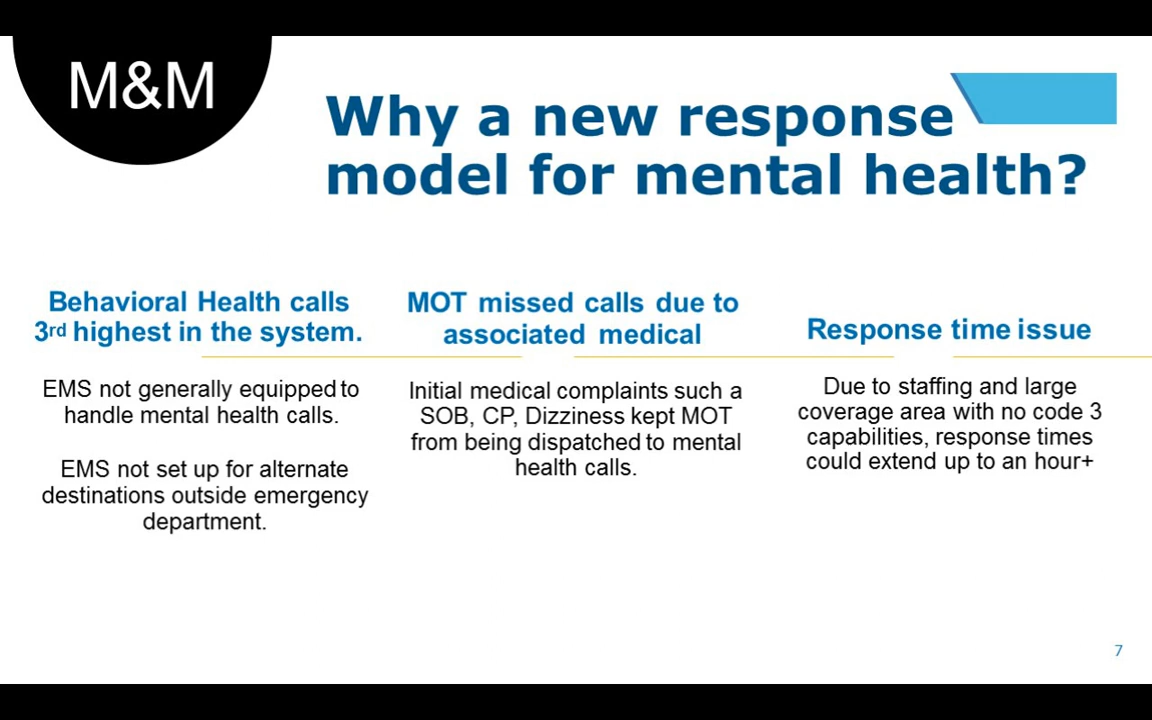 M&M
Why a new response
model for mental health?
Behavioral Health calls
3rd highest in the system.
EMS not generally equipped to
handle mental health calls.
EMS not set up for alternate
destinations outside emergency
department.
MOT missed calls due to
associated medical
Initial medical complaints such a
SOB, CP, Dizziness kept MOT
from being dispatched to mental
health calls.
Response time issue
Due to staffing and large
coverage area with no code 3
capabilities, response times
could extend up to an hour+
7